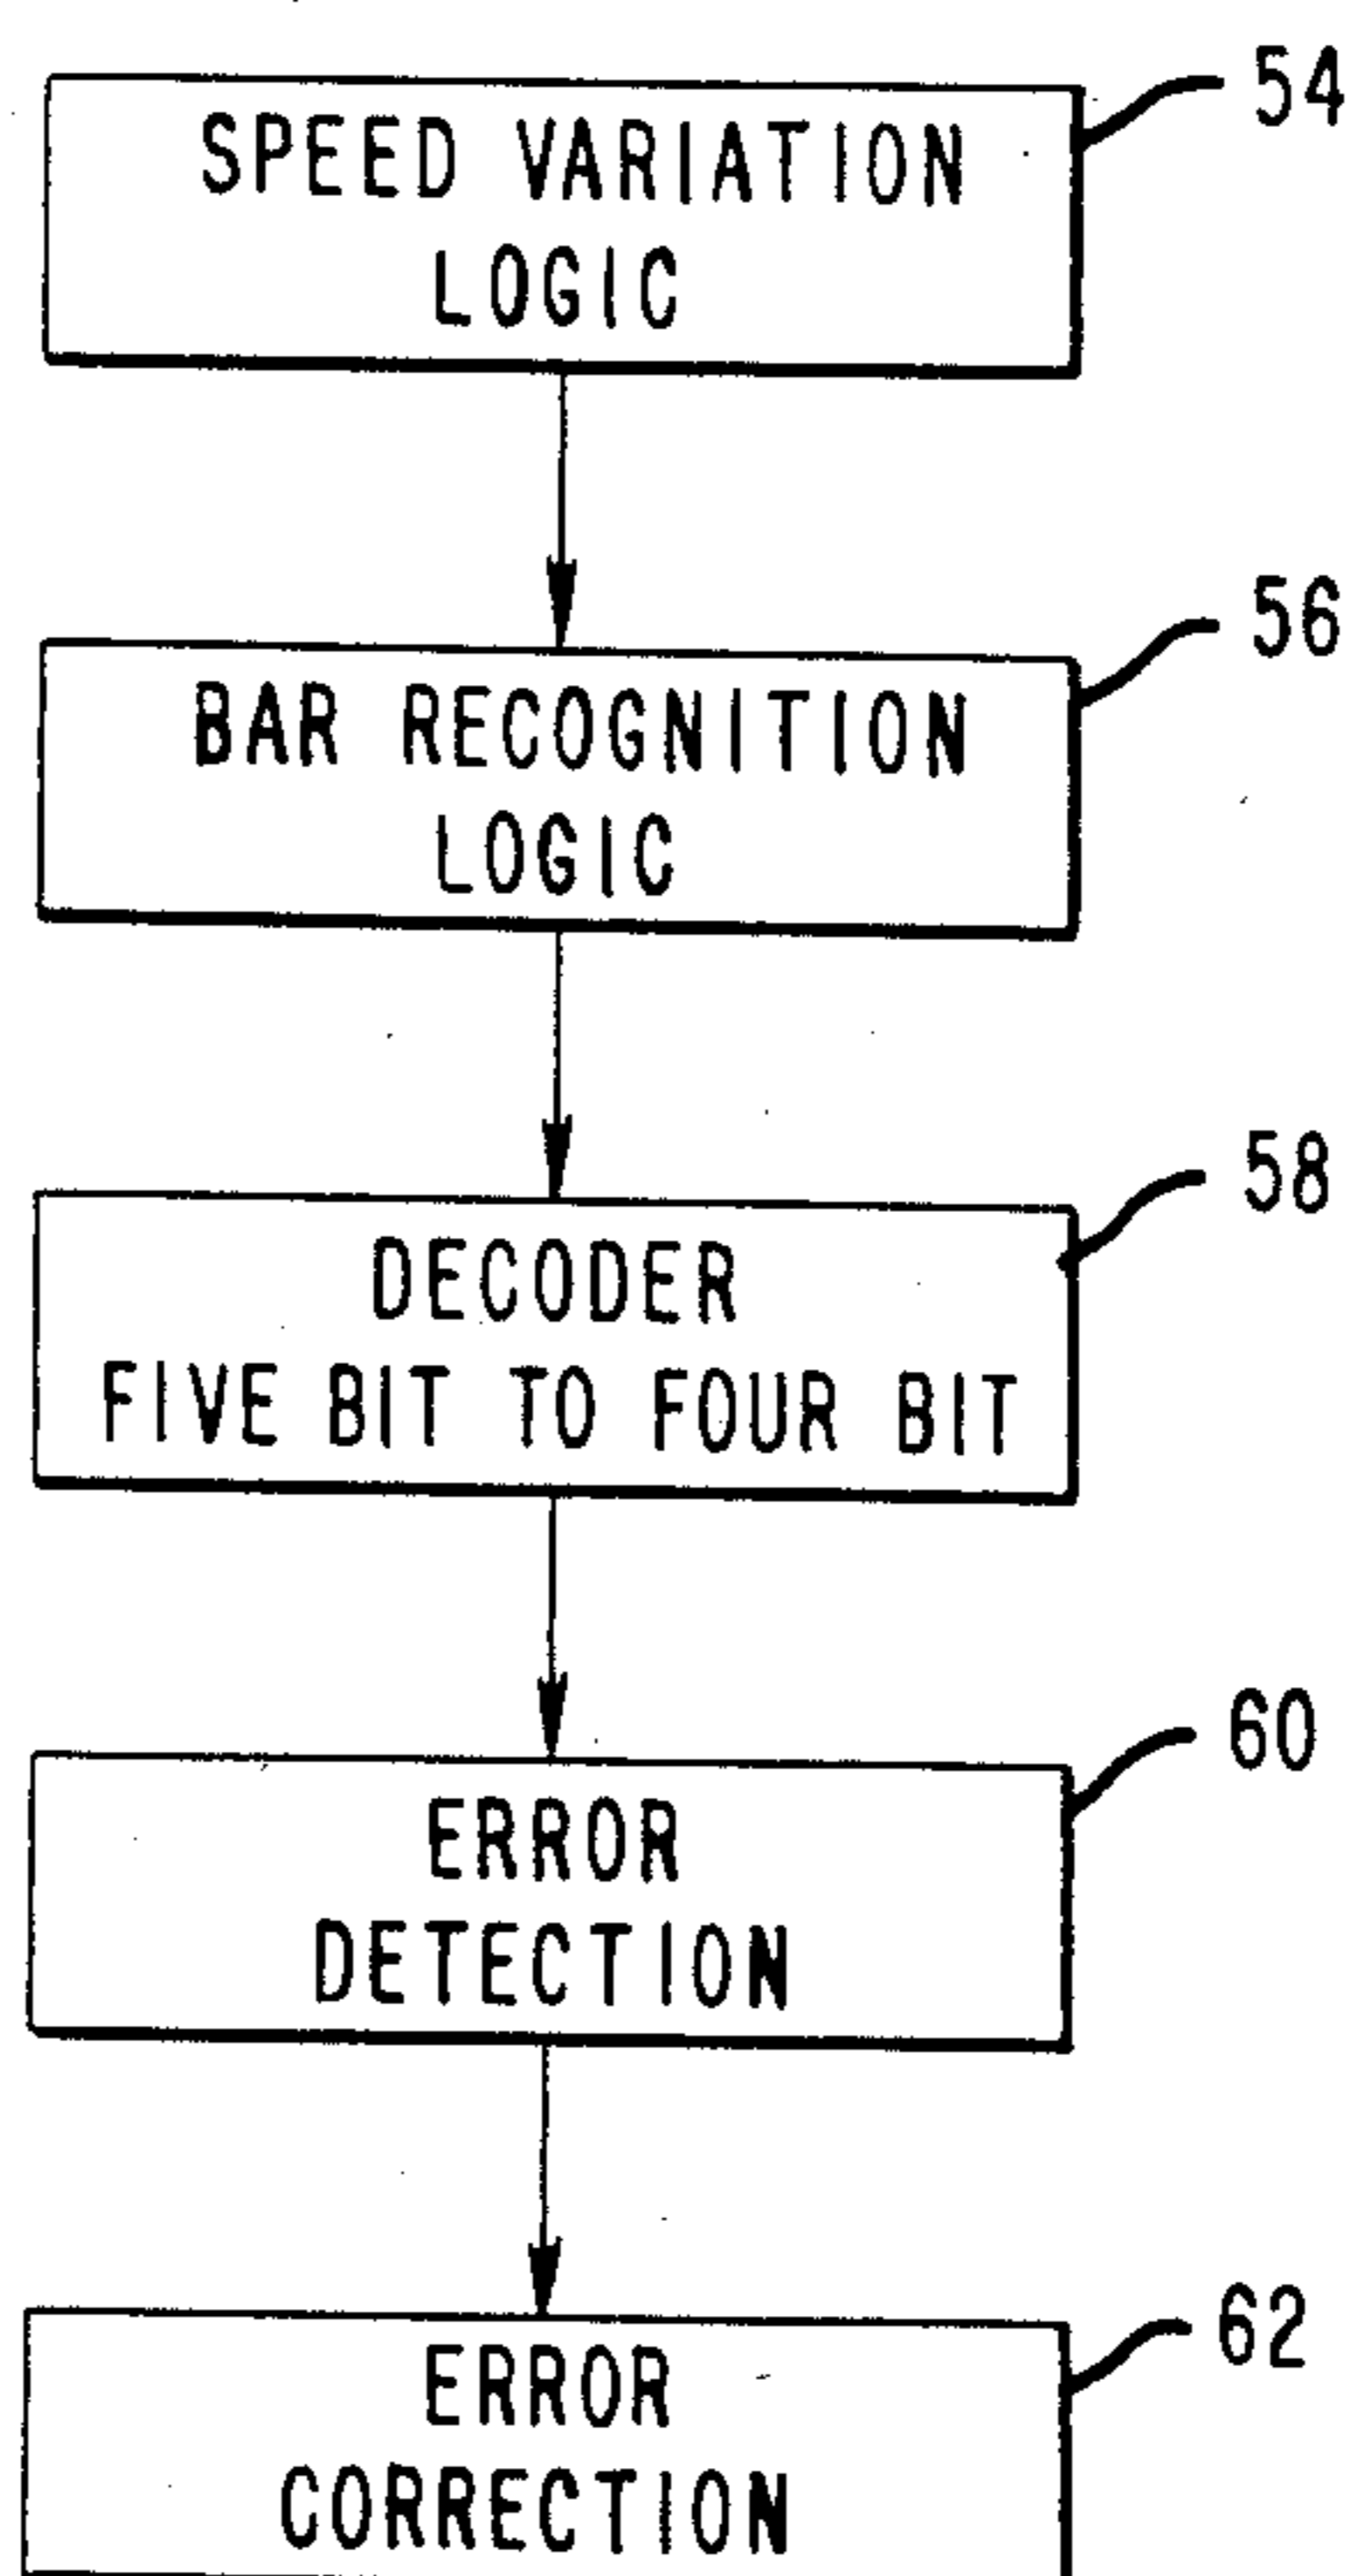 54
SPEED VARIATION
LOGIC
56
BAR RECOGNITION
LOGIC
58
DECODER
FIVE BIT TO FOUR BIT
60
ERROR
DETECTION
62
ERROR
CORRECTION